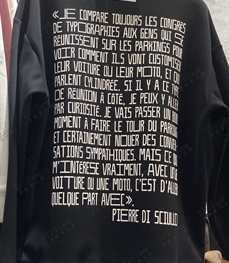 « JE COMPARE TOUJOURS LES CONGRÈS
DE TYPOGRAPHIES AUX GENS QUI SE
RÉUNISSENT SUR LES PARKINGS POUR
VOIR COMMENT ILS VONT CUSTOMISER
LEUR VOITURE OU LEUR MOTO, ET QUI
PARLENT CYLINDRÉE. SI IL Y A CE TYPE
DE RÉUNION À CÔTÉ, JE PEUX Y ALLER
PAR CURIOSITÉ. JE VAIS PASSER UN BON
MOMENT À FAIRE LE TOUR DU PARKING
ET CERTAINEMENT NOUER DES CONVER-
SATIONS SYMPATHIQUES. MAIS CE QUI
M'INTÉRESSE VRAIMENT, AVEC UNE
VOITURE OU UNE MOTO, C'EST D'ALLER
QUELQUE PART AVEC».
PIERRE DI SCIULLO